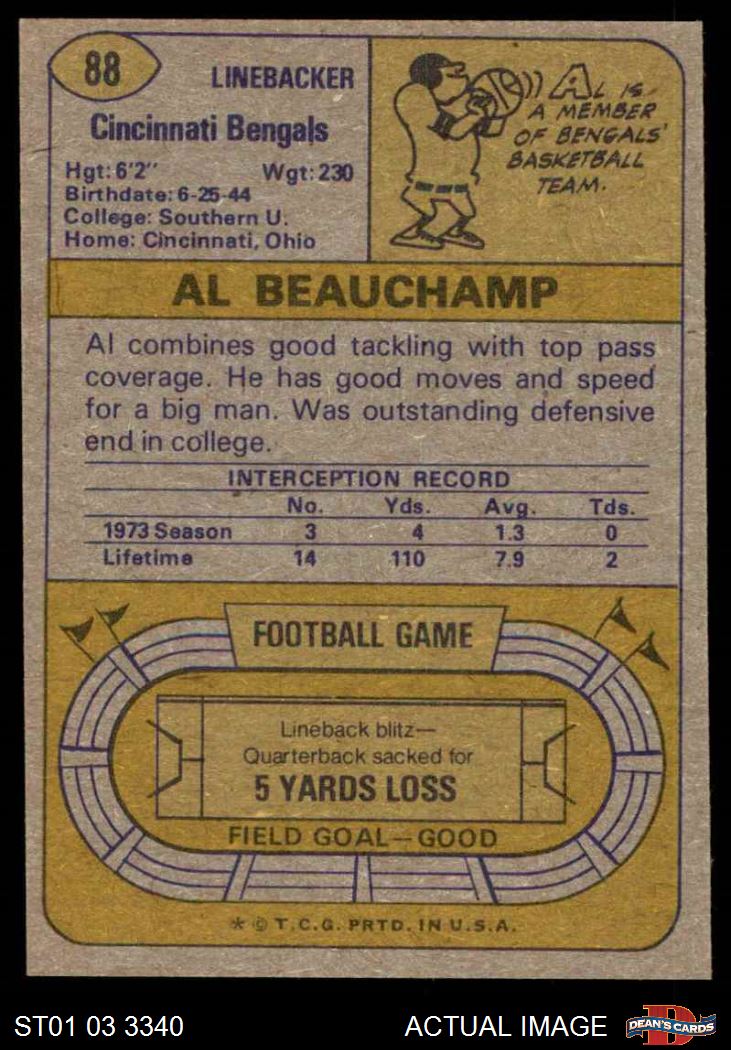 88
LINEBACKER
Cincinnati Bengals
Hgt: 6'2" Wgt: 230
Birthdate: 6-25-44
College: Southern U.
Home: Cincinnati, Ohio
AL IS
A MEMBER
OF BENGALS'
BASKETBALL
TEAM.
AL BEAUCHAMP
Al combines good tackling with top pass
coverage. He has good moves and speed
for a big man. Was outstanding defensive
end in college.
INTERCEPTION RECORD
No. Yds. Avg. Tds.
1973 Season 3 4 1.3 0
Lifetime 14 110 7.9 2
FOOTBALL GAME
Lineback blitz—
Quarterback sacked for
5 YARDS LOSS
FIELD GOAL—GOOD
* © T.C.G. PRTD. IN U.S.A.
ST01 03 3340 ACTUAL IMAGE
D
DEAN'S CARDS